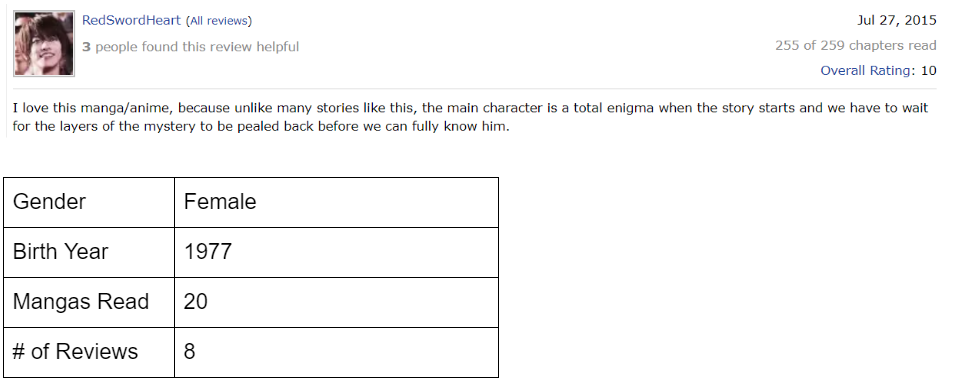 RedSwordHeart (All reviews)
3 people found this review helpful
Jul 27, 2015
255 of 259 chapters read
Overall Rating: 10
I love this manga/anime, because unlike many stories like this, the main character is a total enigma when the story starts and we have to wait
for the layers of the mystery to be pealed back before we can fully know him.
Gender Female
Birth Year 1977
Mangas Read 20
# of Reviews 8